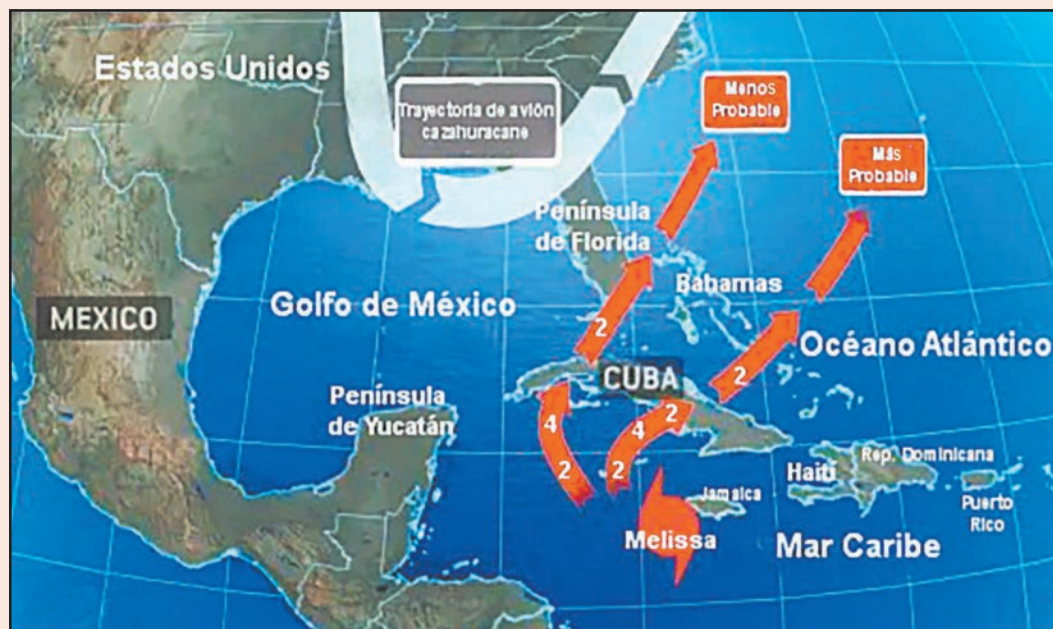 Estados Unidos
Trayectoria de avión
cazahuracane
Menos
Probable
Más
Probable
Península
de Florida
Bahamas
MEXICO
Golfo de México
2
Océano Atlántico
CUBA
2
Península
de Yucatán
4
2
4
2
2
Rep. Dominicana
Haití
Jamaica
Puerto
Rico
Melissa
Mar Caribe